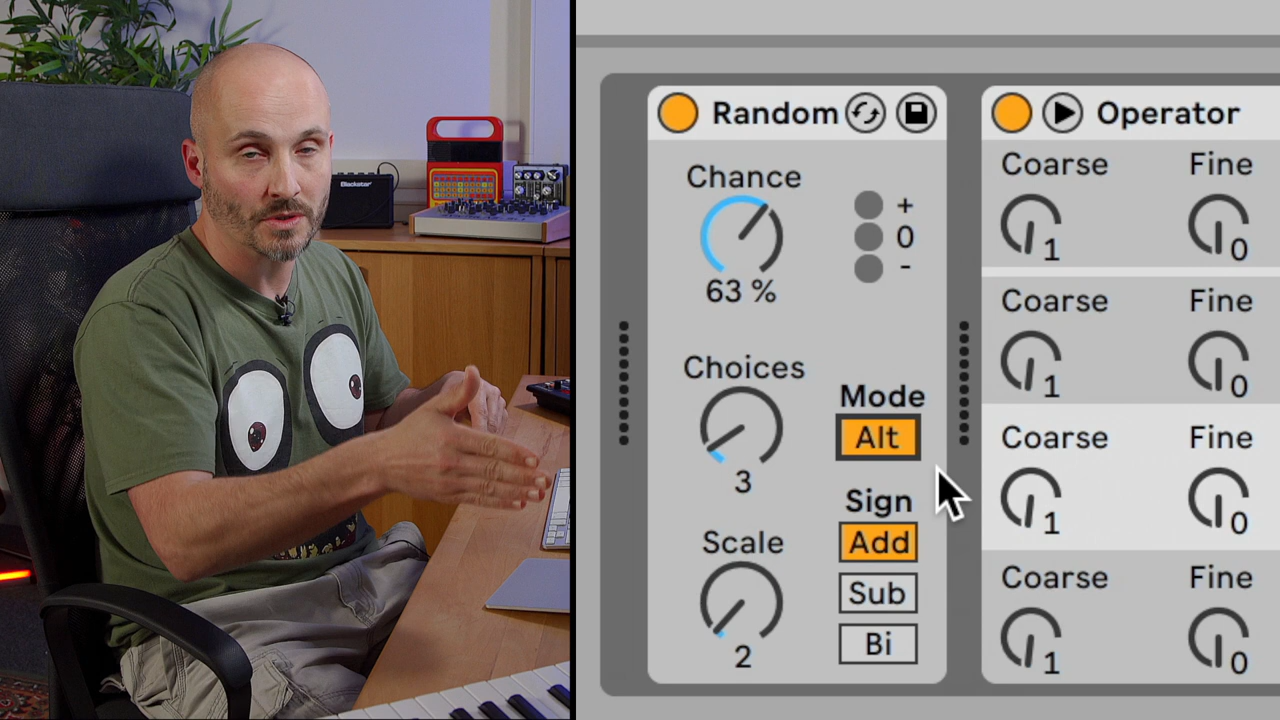 Blackstar
Random
Chance
63 %
+
0
-
Choices
3
Mode
Alt
Sign
Add
Sub
Bi
Scale
2
Operator
Coarse Fine
1 0
Coarse Fine
1 0
Coarse Fine
1 0
Coarse Fine
1 0